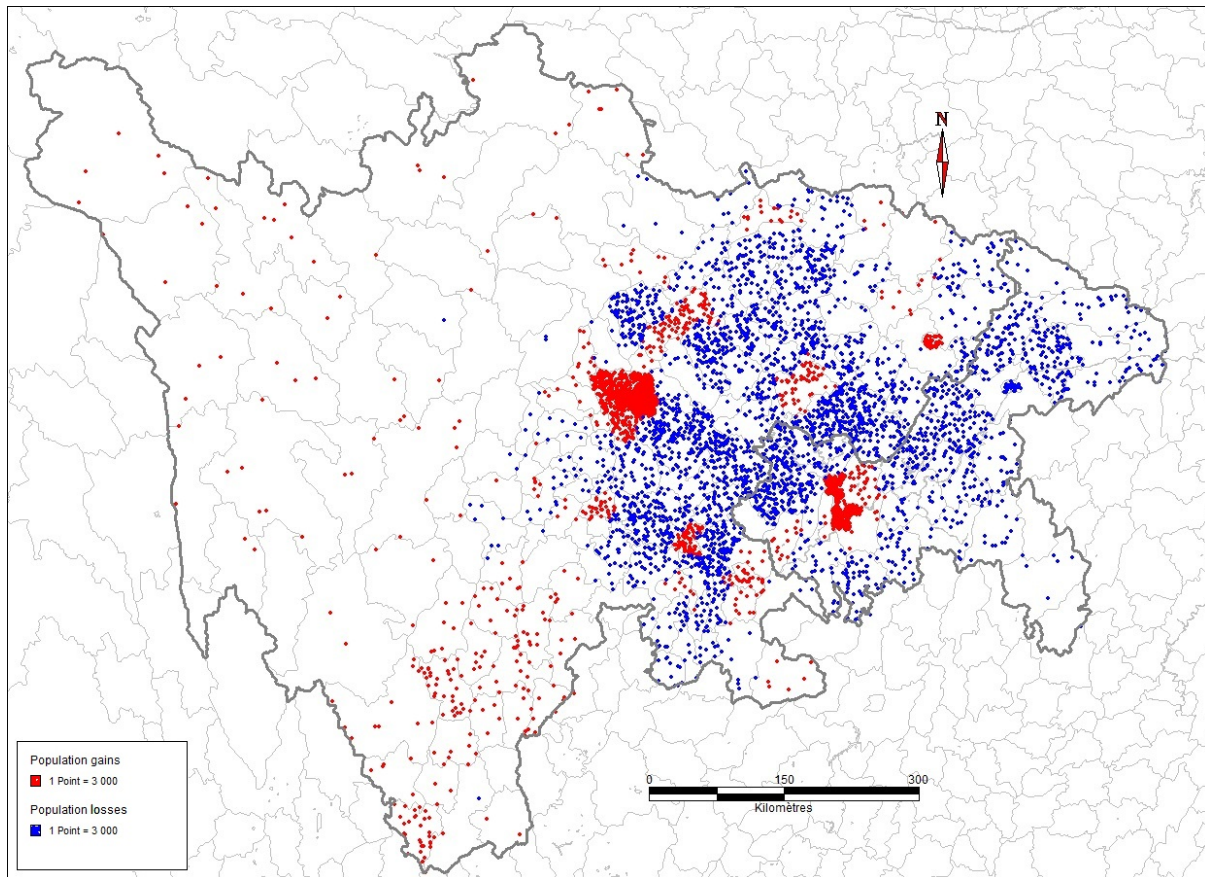 N
Population gains
1 Point = 3 000
Population losses
1 Point = 3 000
0 150 300
Kilomètres